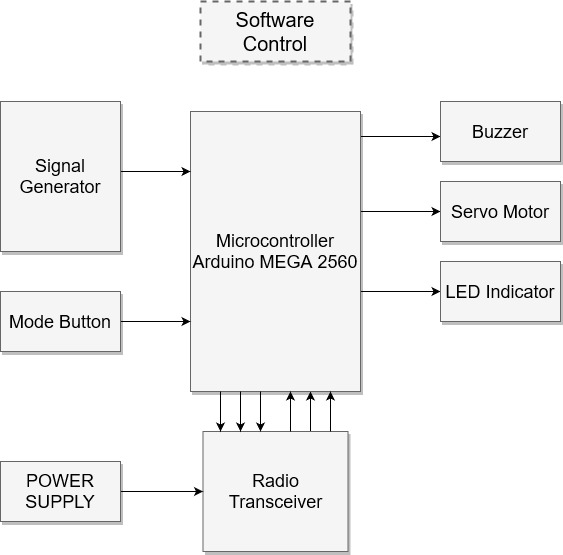 Software
Control
Signal
Generator
Mode Button
Microcontroller
Arduino MEGA 2560
Buzzer
Servo Motor
LED Indicator
POWER
SUPPLY
Radio
Transceiver